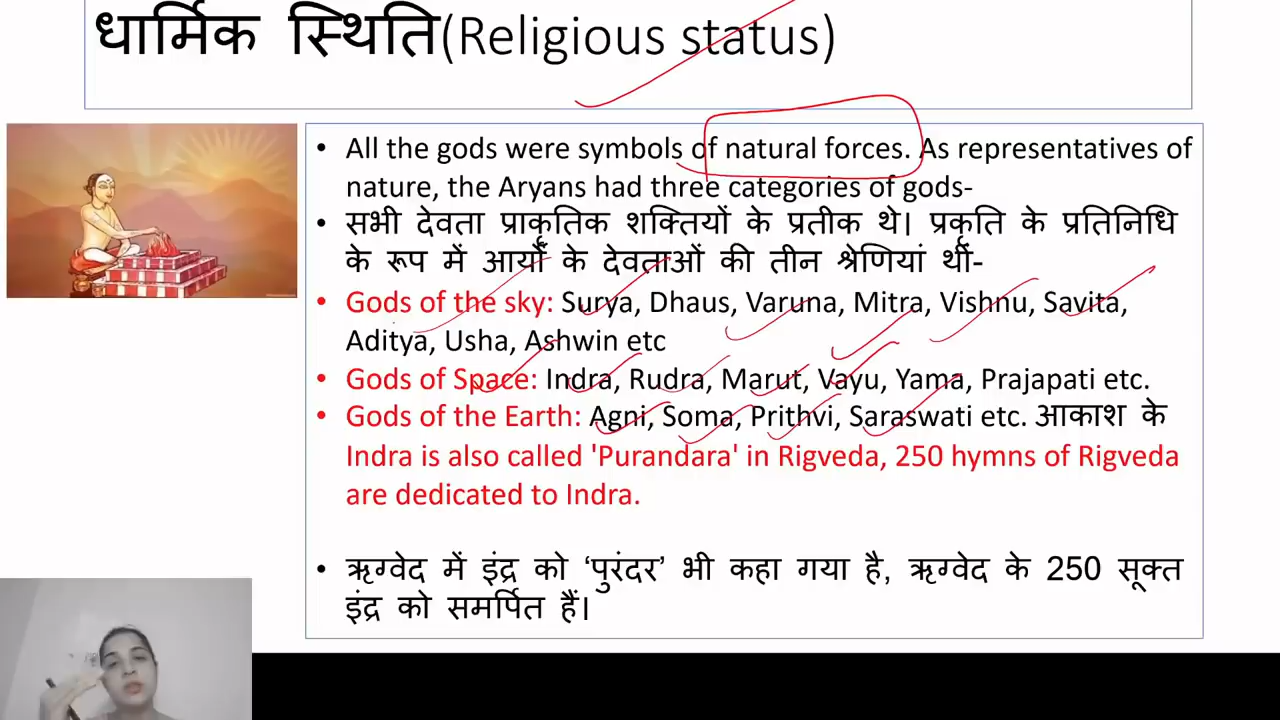 धार्मिक स्थिति(Religious status)
• All the gods were symbols of natural forces. As representatives of
nature, the Aryans had three categories of gods-
• सभी देवता प्राकृतिक शक्तियों के प्रतीक थे। प्रकृति के प्रतिनिधि
के रूप में आर्यों के देवताओं की तीन श्रेणियां थीं-
• Gods of the sky: Surya, Dhaus, Varuna, Mitra, Vishnu, Savita,
Aditya, Usha, Ashwin etc
• Gods of Space: Indra, Rudra, Marut, Vayu, Yama, Prajapati etc.
• Gods of the Earth: Agni, Soma, Prithvi, Saraswati etc. आकाश के
Indra is also called 'Purandara' in Rigveda, 250 hymns of Rigveda
are dedicated to Indra.
• ऋग्वेद में इंद्र को ‘पुरंदर’ भी कहा गया है, ऋग्वेद के 250 सूक्त
इंद्र को समर्पित हैं।